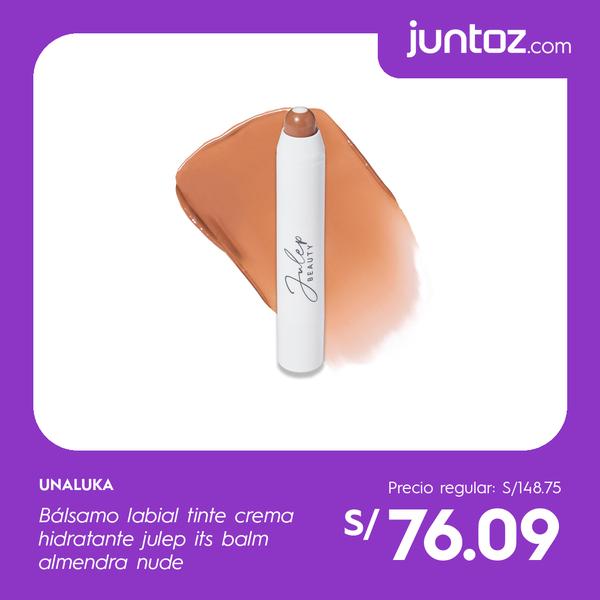 juntoz.com
Julep
BEAUTY
UNALUKA
Bálsamo labial tinte crema
hidratante julep its balm
almendra nude
Precio regular: S/148.75
S/76.09